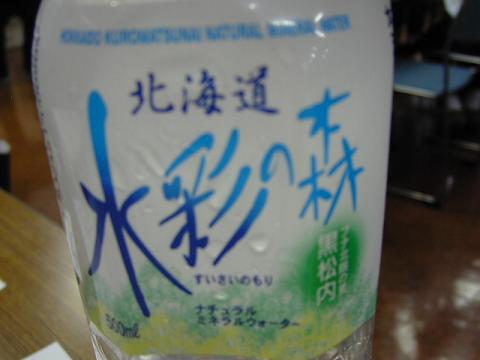 HOKKAIDO KUROMATSUNAI NATURAL MINERAL WATER
北海道
水彩の森
すいさいのもり
黒松内
ナチュラル
ミネラルウォーター
500ml